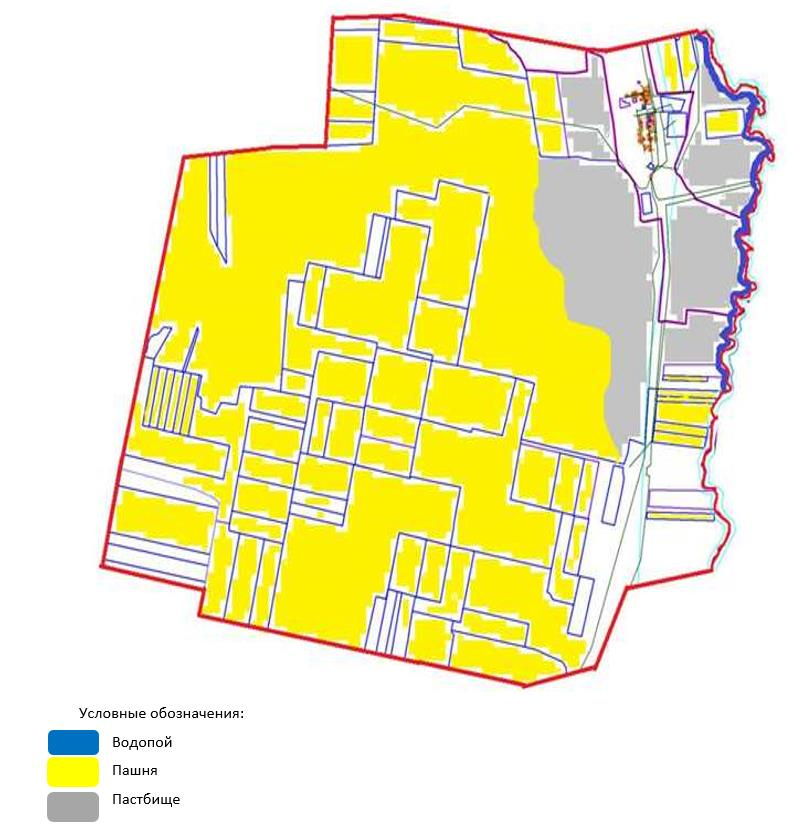 Условные обозначения:
Водопой
Пашня
Пастбище